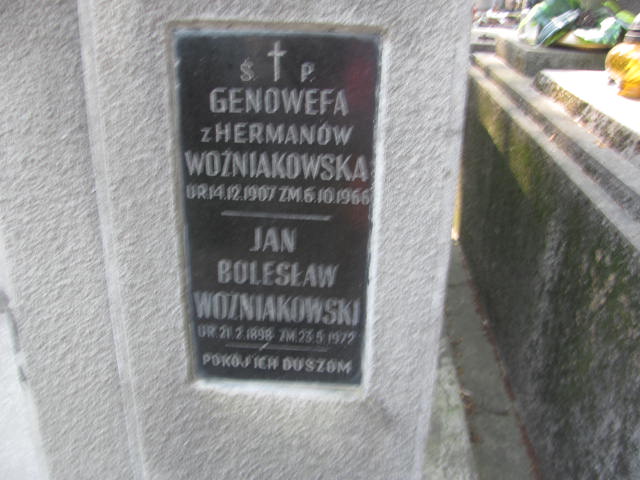 Ś. P.
GENOWEFA
z HERMANÓW
WOŹNIAKOWSKA
UR.14.12.1907 ZM.6.10.1966
JAN
BOLESŁAW
WOŹNIAKOWSKI
UR. 21.2.1898 ZM.23.5.1972
POKÓJ ICH DUSZOM